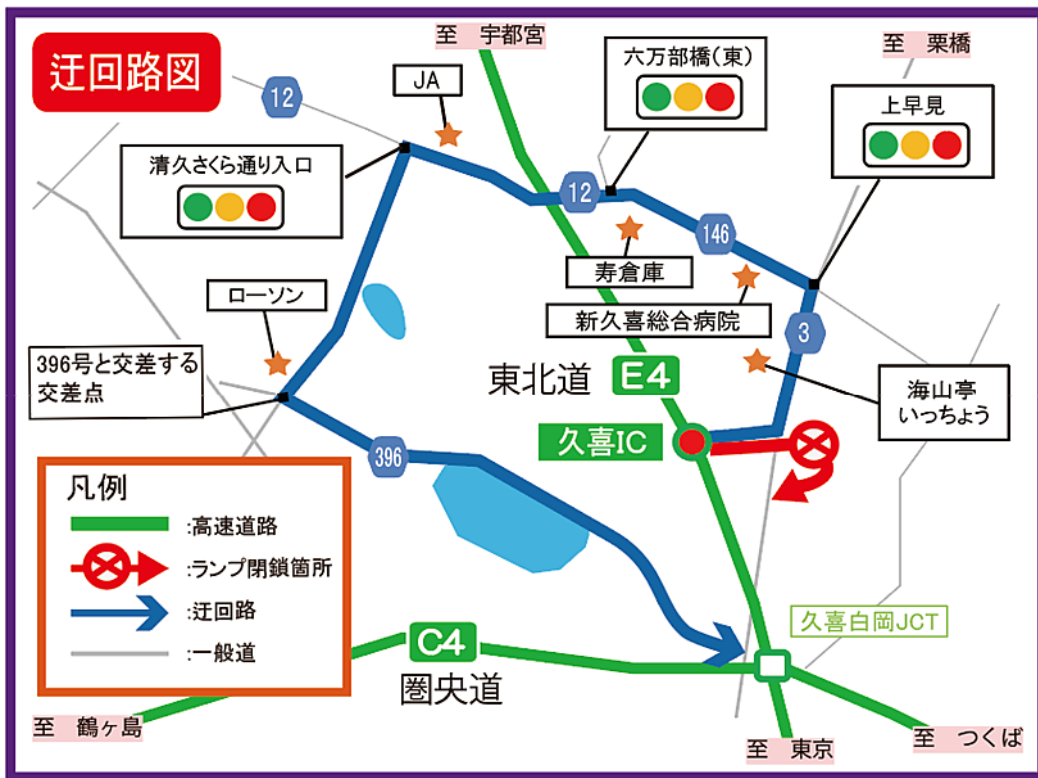 迂回路図
至 宇都宮
至 栗橋
六万部橋(東)
上早見
JA
12
清久さくら通り入口
12
146
寿倉庫
新久喜総合病院
3
ローソン
396号と交差する
交差点
東北道
E4
海山亭
いっちょう
久喜IC
396
凡例
:高速道路
:ランプ閉鎖箇所
:迂回路
:一般道
久喜白岡JCT
C4
圏央道
至 鶴ヶ島
至 東京
至 つくば